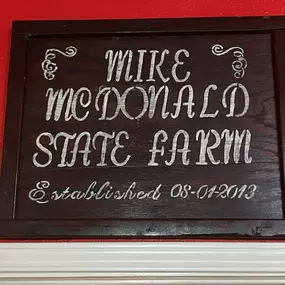 MIKE
MCDONALD
STATE FARM
Established 08-01-2013